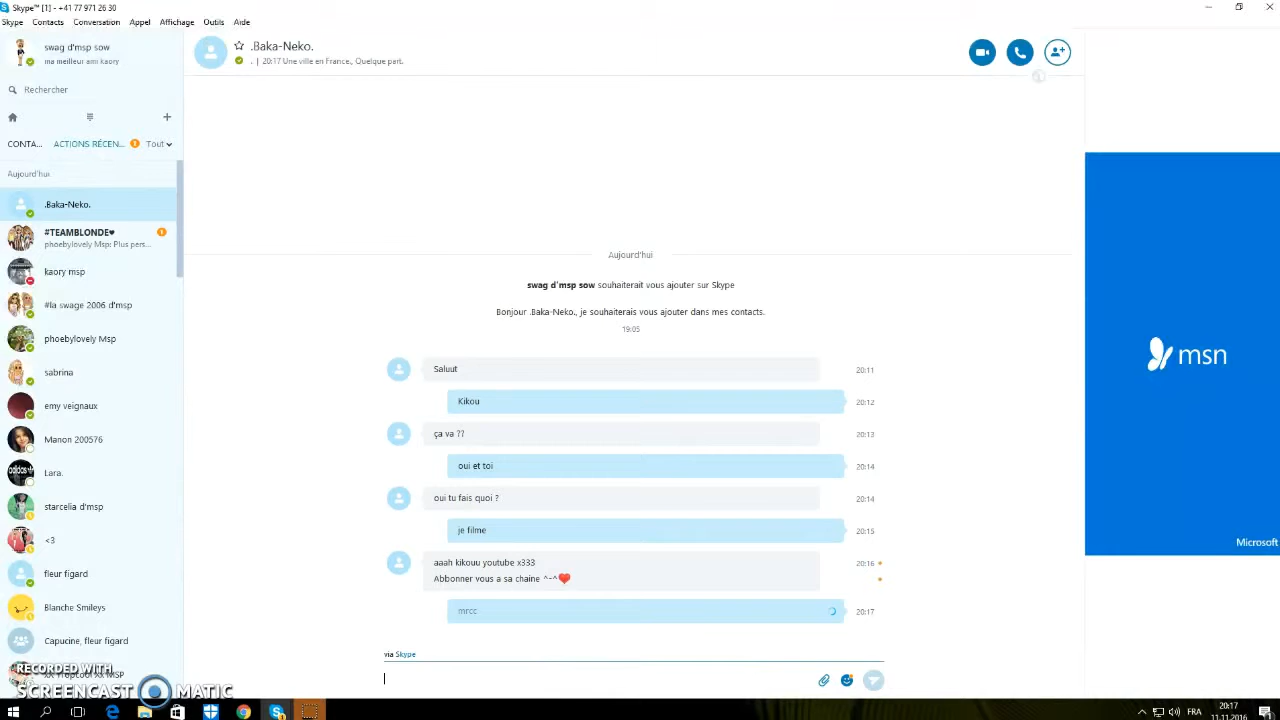 Skype™ [1] - +41 77 971 26 30
Skype Contacts Conversation Appel Affichage Outils Aide
swag d'msp sow
ma meilleur ami kaory
Rechercher
CONTA... ACTIONS RÉCEN... Tout
Aujourd'hui
.Baka-Neko.
#TEAMBLONDE♥
phoebylovely Msp: Plus pers...
kaory msp
#la swage 2006 d'msp
phoebylovely Msp
sabrina
emy veignaux
Manon 200576
Lara.
starcelia d'msp
<3
fleur figard
Blanche Smileys
Capucine, fleur figard
RECORDED WITH
SCREENCAST MATIC
.Baka-Neko.
. | 20:17 Une ville en France., Quelque part.
Aujourd'hui
swag d'msp sow souhaiterait vous ajouter sur Skype
Bonjour .Baka-Neko., je souhaiterais vous ajouter dans mes contacts.
19:05
Saluut 20:11
Kikou 20:12
ça va ?? 20:13
oui et toi 20:14
oui tu fais quoi ? 20:14
je filme 20:15
aaah kikouu youtube x333 20:16
Abbonner vous a sa chaine ^-^❤
mrcc 20:17
via Skype
msn
Microsoft
FRA
20:17
11.11.2016